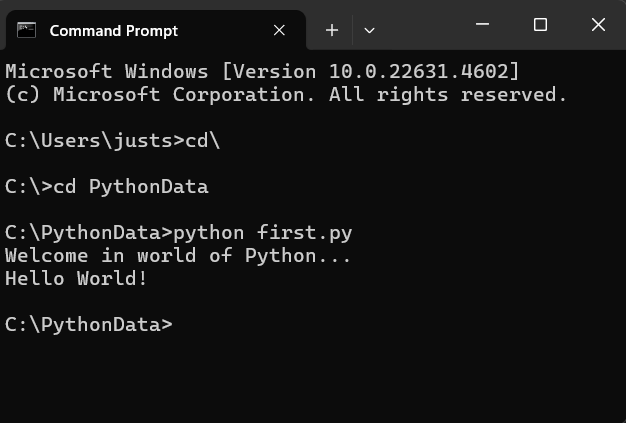 Command Prompt
Microsoft Windows [Version 10.0.22631.4602]
(c) Microsoft Corporation. All rights reserved.
C:\Users\justs>cd\
C:\>cd PythonData
C:\PythonData>python first.py
Welcome in world of Python...
Hello World!
C:\PythonData>